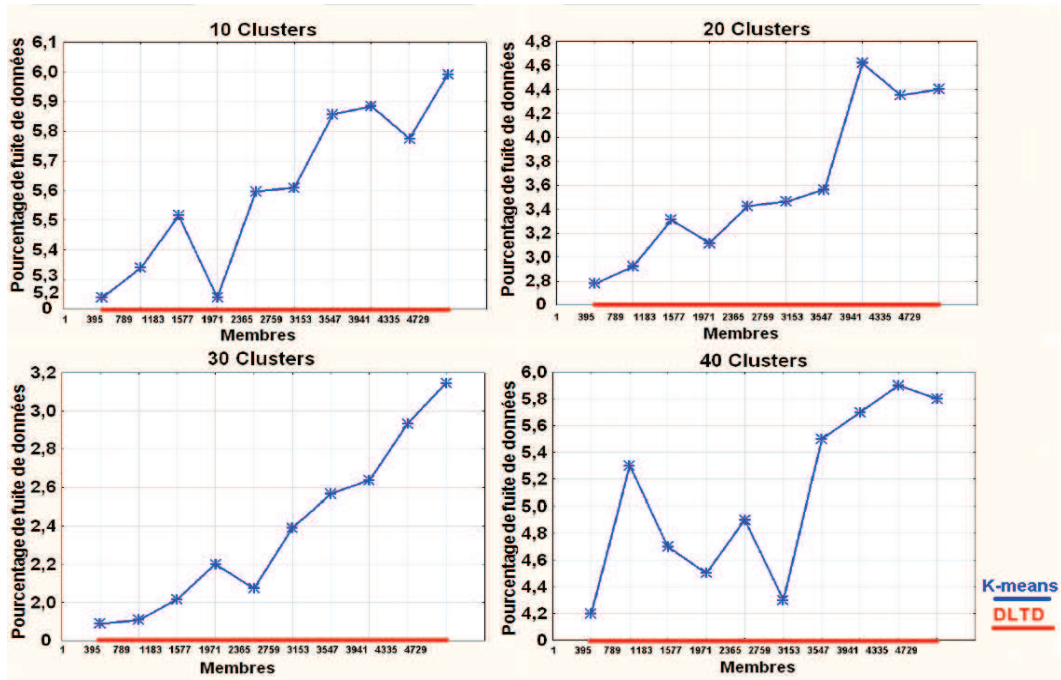 10 Clusters
Pourcentage de fuite de données
6,1
6,0
5,9
5,8
5,7
5,6
5,5
5,4
5,3
5,2
0
1 395 789 1183 1577 1971 2365 2759 3153 3547 3941 4335 4729
Membres
20 Clusters
Pourcentage de fuite de données
4,8
4,6
4,4
4,2
3,8
3,6
3,4
3,2
3,0
2,8
0
1 395 789 1183 1577 1971 2365 2759 3153 3547 3941 4335 4729
Membres
30 Clusters
Pourcentage de fuite de données
3,2
3,0
2,8
2,6
2,4
2,2
2,0
0
1 395 789 1183 1577 1971 2365 2759 3153 3547 3941 4335 4729
Membres
40 Clusters
Pourcentage de fuite de données
6,0
5,8
5,6
5,4
5,2
5,0
4,8
4,6
4,4
4,2
0
1 395 789 1183 1577 1971 2365 2759 3153 3547 3941 4335 4729
Membres
K-means
DLTD